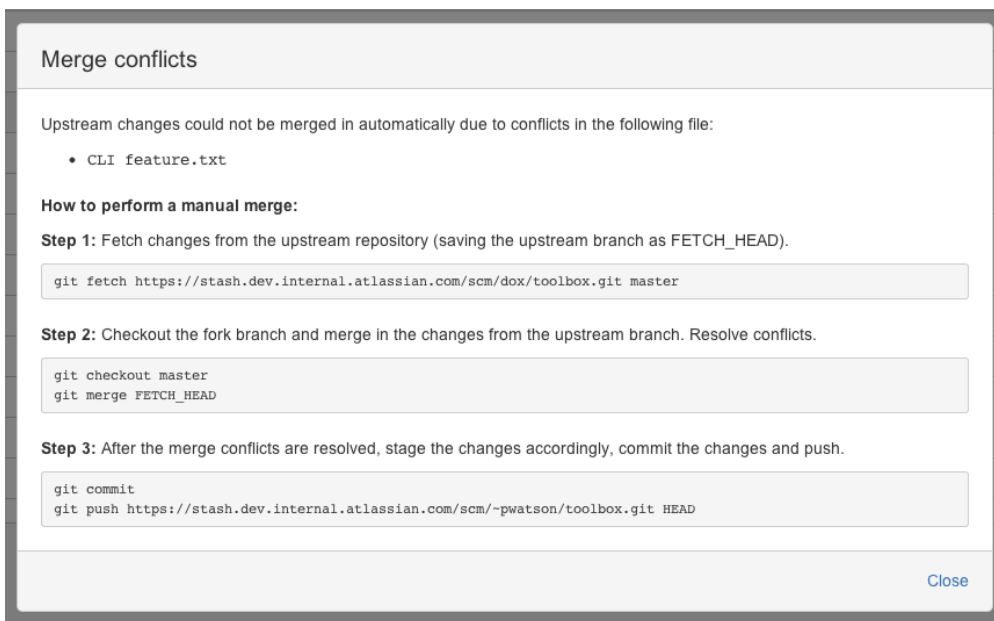 Merge conflicts
Upstream changes could not be merged in automatically due to conflicts in the following file:
• CLI feature.txt
How to perform a manual merge:
Step 1: Fetch changes from the upstream repository (saving the upstream branch as FETCH_HEAD).
git fetch https://stash.dev.internal.atlassian.com/scm/dox/toolbox.git master
Step 2: Checkout the fork branch and merge in the changes from the upstream branch. Resolve conflicts.
git checkout master
git merge FETCH_HEAD
Step 3: After the merge conflicts are resolved, stage the changes accordingly, commit the changes and push.
git commit
git push https://stash.dev.internal.atlassian.com/scm/~pwatson/toolbox.git HEAD
Close